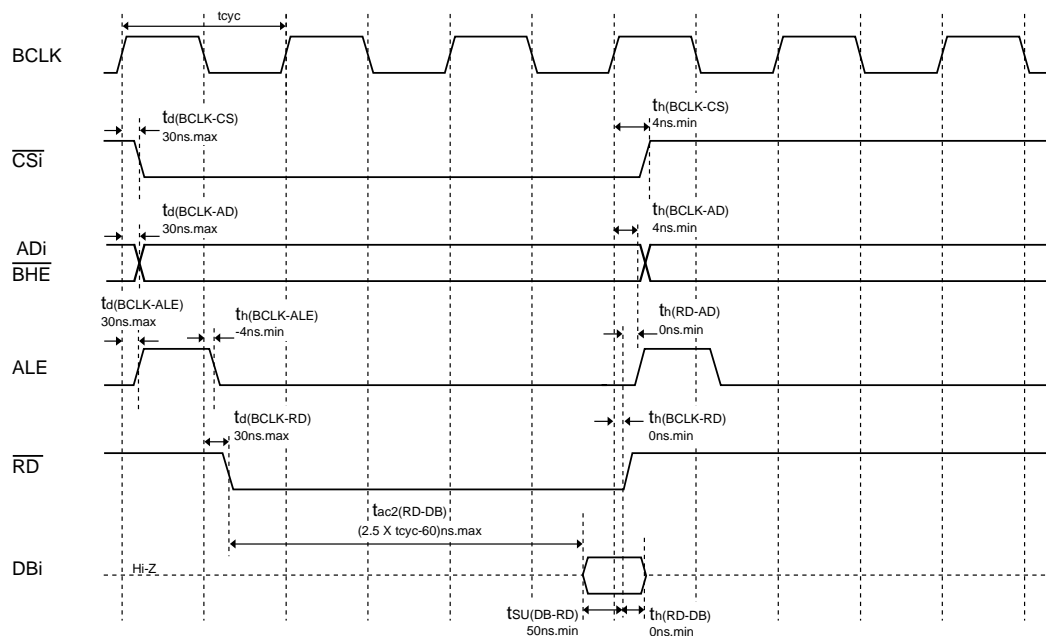 tcyc
BCLK
td(BCLK-CS)
30ns.max
th(BCLK-CS)
4ns.min
CSi
td(BCLK-AD)
30ns.max
th(BCLK-AD)
4ns.min
ADi
BHE
td(BCLK-ALE)
30ns.max
th(BCLK-ALE)
-4ns.min
th(RD-AD)
0ns.min
ALE
td(BCLK-RD)
30ns.max
th(BCLK-RD)
0ns.min
RD
tac2(RD-DB)
(2.5 X tcyc-60)ns.max
DBi
Hi-Z
tSU(DB-RD)
50ns.min
th(RD-DB)
0ns.min